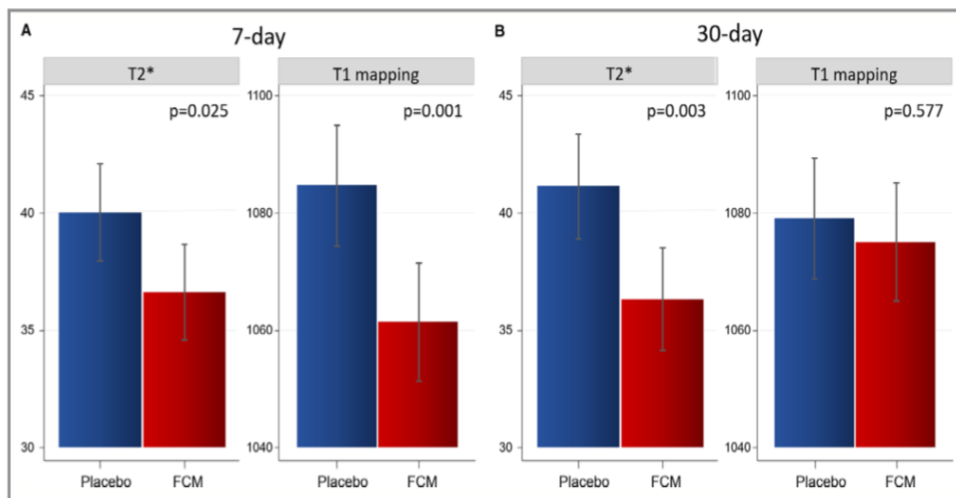 A
7-day
T2*
T1 mapping
45
40
35
30
p=0.025
1100
1080
1060
1040
p=0.001
Placebo
FCM
Placebo
FCM
B
30-day
T2*
T1 mapping
45
40
35
30
p=0.003
1100
1080
1060
1040
p=0.577
Placebo
FCM
Placebo
FCM